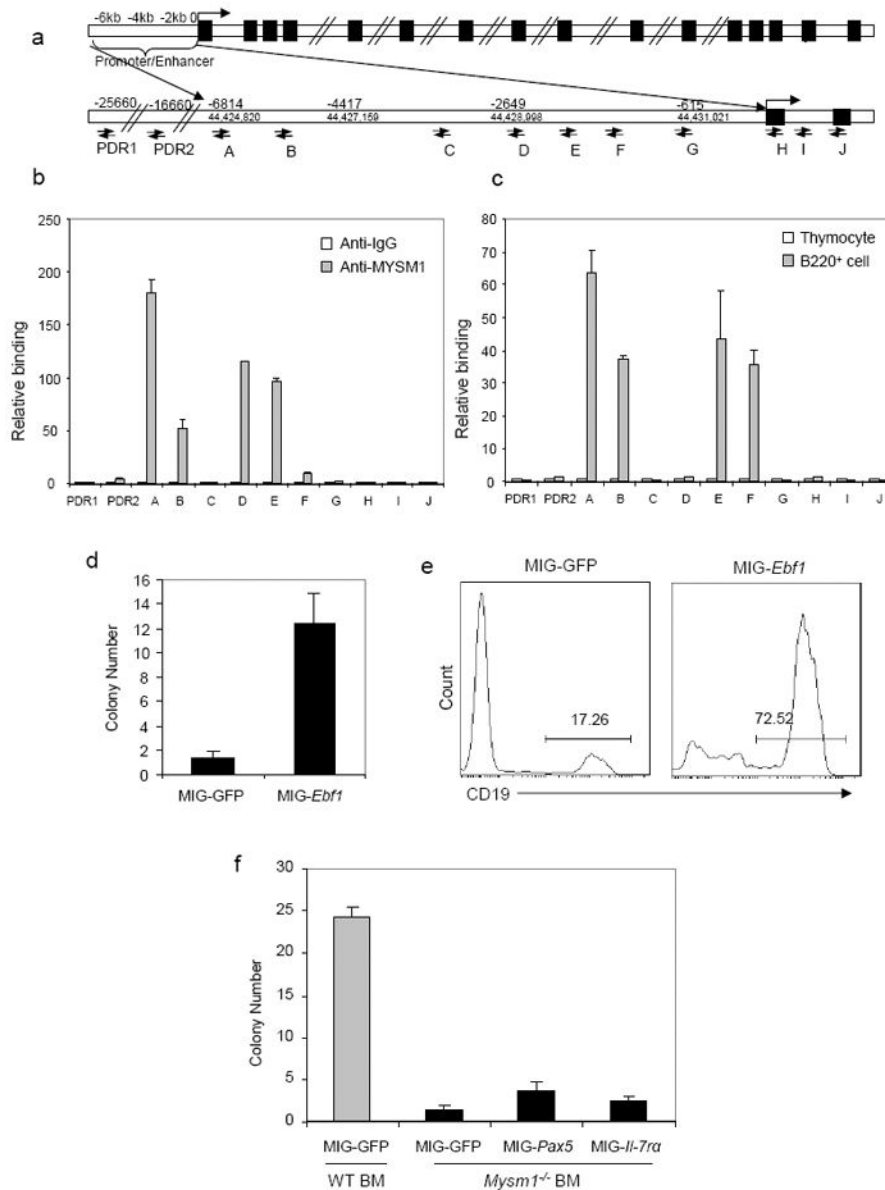 a
-6kb -4kb -2kb 0
Promoter/Enhancer
-25660 -16660 -6814 -4417 -2649 -615
44,424,820 44,427,159 44,428,998 44,431,021
PDR1 PDR2 A B C D E F G H I J
b
250
200
150
100
50
0
Relative binding
Anti-IgG
Anti-MYSM1
PDR1 PDR2 A B C D E F G H I J
c
80
70
60
50
40
30
20
10
0
Relative binding
Thymocyte
B220+ cell
PDR1 PDR2 A B C D E F G H I J
d
16
14
12
10
8
6
4
2
0
Colony Number
MIG-GFP MIG-Ebf1
e
MIG-GFP MIG-Ebf1
Count
17.26
72.52
CD19
f
30
25
20
15
10
5
0
Colony Number
MIG-GFP MIG-GFP MIG-Pax5 MIG-Il-7rα
WT BM Mysm1-/- BM